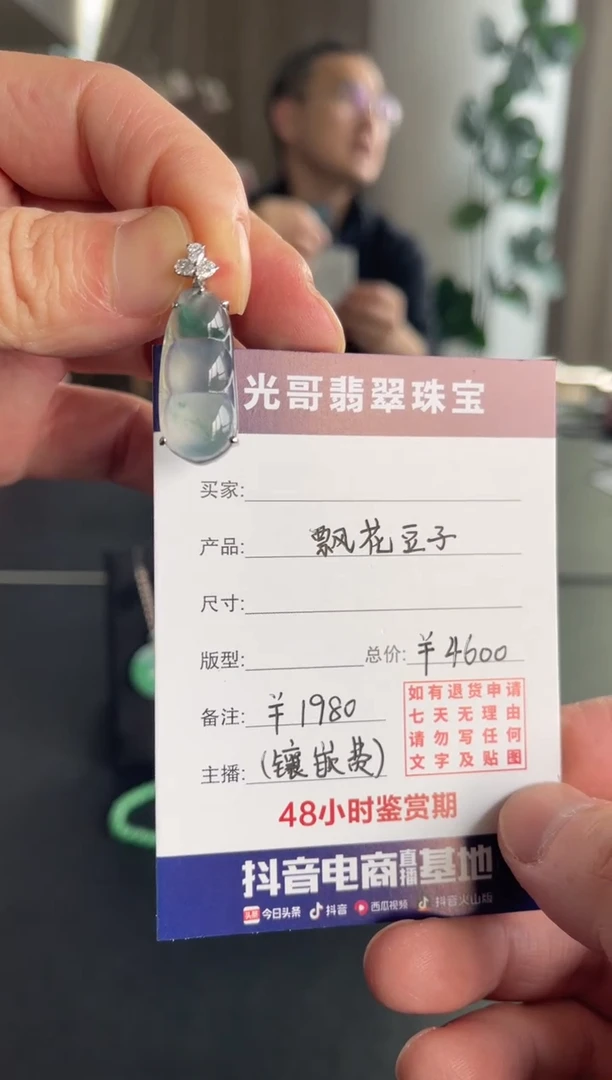 光哥翡翠珠宝
买家:
产品: 飘花豆子
尺寸:
版型: 总价: ¥4600
备注: ¥1980
主播: (镶嵌费)
如有退货申请
七天无理由
请勿写任何
文字及贴图
48小时鉴赏期
抖音电商直播基地
头条 今日头条 抖音 西瓜视频 抖音火山版